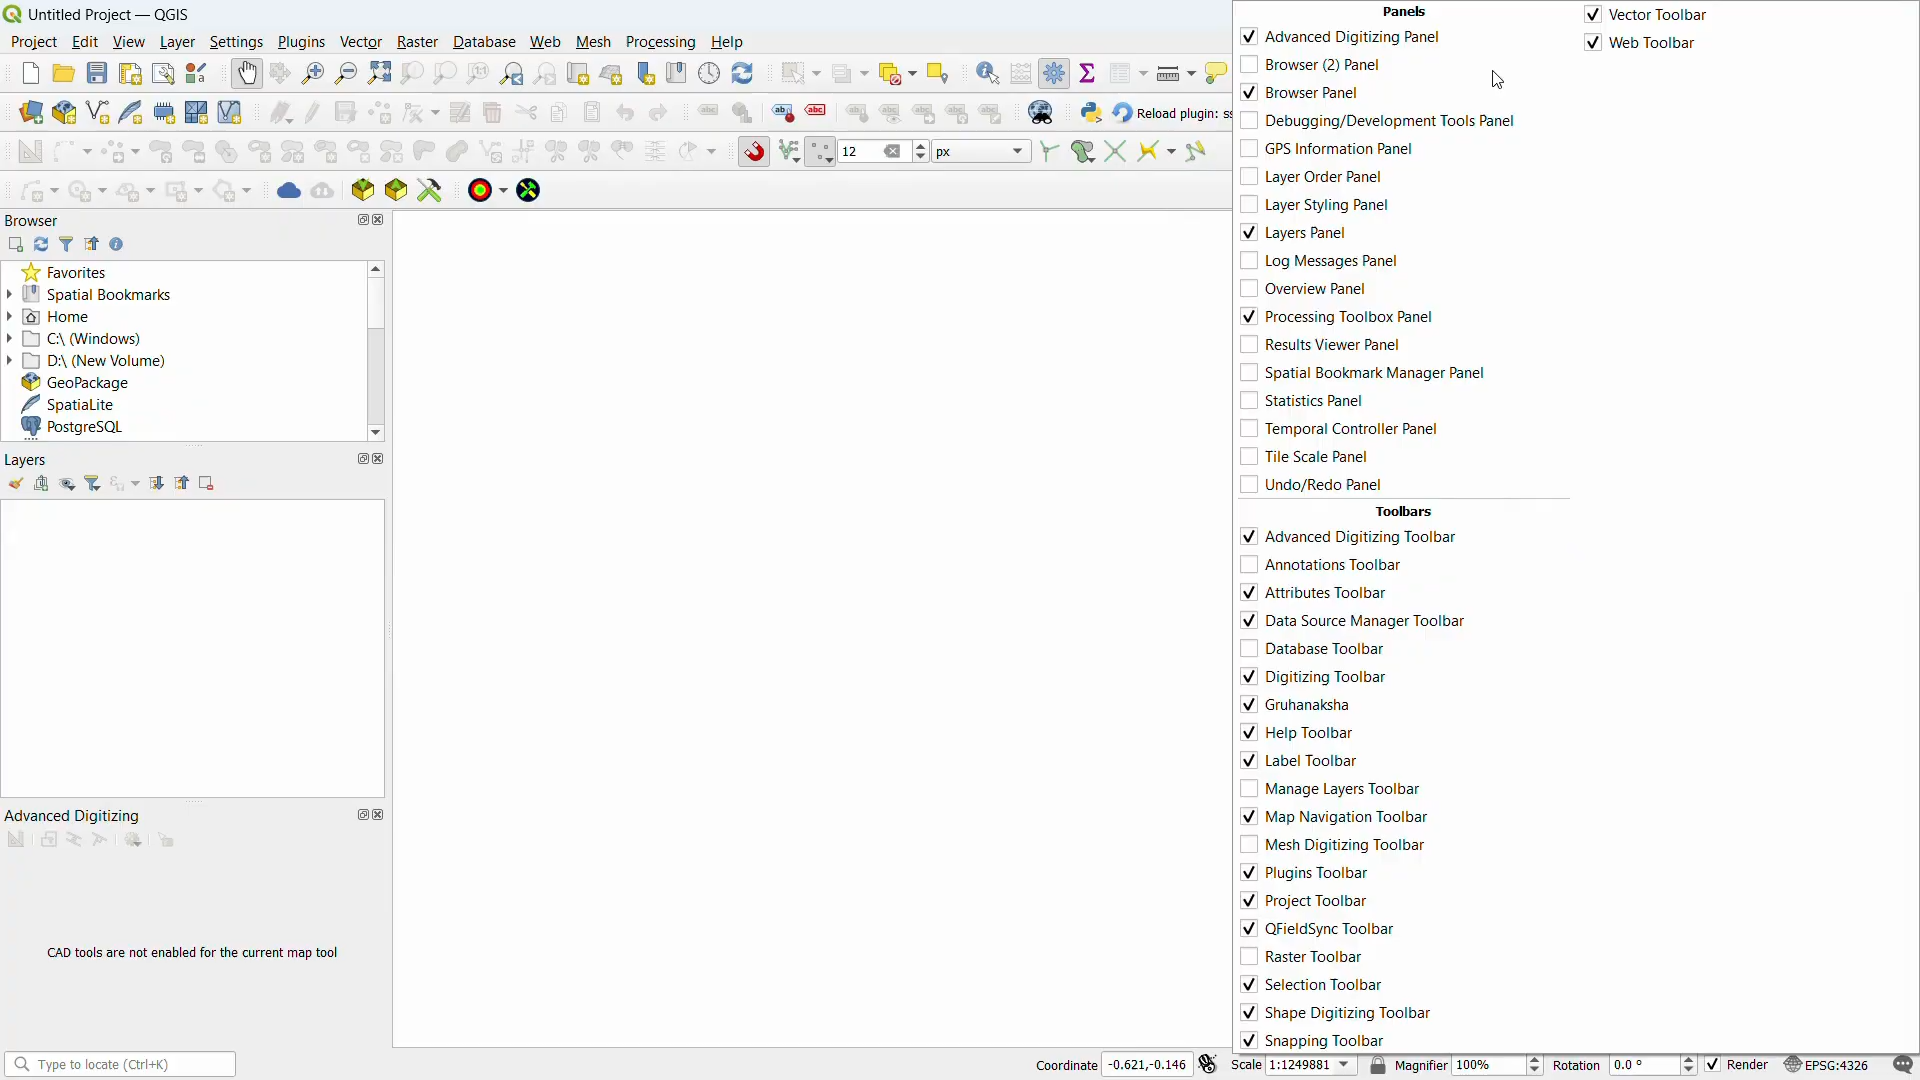 Untitled Project — QGIS
Project Edit View Layer Settings Plugins Vector Raster Database Web Mesh Processing Help
Reload plugin:
12 px
Browser
Favorites
Spatial Bookmarks
Home
C:\ (Windows)
D:\ (New Volume)
GeoPackage
SpatiaLite
PostgreSQL
Layers
Advanced Digitizing
CAD tools are not enabled for the current map tool
Panels
Advanced Digitizing Panel
Browser (2) Panel
Browser Panel
Debugging/Development Tools Panel
GPS Information Panel
Layer Order Panel
Layer Styling Panel
Layers Panel
Log Messages Panel
Overview Panel
Processing Toolbox Panel
Results Viewer Panel
Spatial Bookmark Manager Panel
Statistics Panel
Temporal Controller Panel
Tile Scale Panel
Undo/Redo Panel
Toolbars
Advanced Digitizing Toolbar
Annotations Toolbar
Attributes Toolbar
Data Source Manager Toolbar
Database Toolbar
Digitizing Toolbar
Gruhanaksha
Help Toolbar
Label Toolbar
Manage Layers Toolbar
Map Navigation Toolbar
Mesh Digitizing Toolbar
Plugins Toolbar
Project Toolbar
QFieldSync Toolbar
Raster Toolbar
Selection Toolbar
Shape Digitizing Toolbar
Snapping Toolbar
Vector Toolbar
Web Toolbar
Type to locate (Ctrl+K)
Coordinate -0.621,-0.146 Scale 1:1249881 Magnifier 100% Rotation 0.0 ° Render EPSG:4326